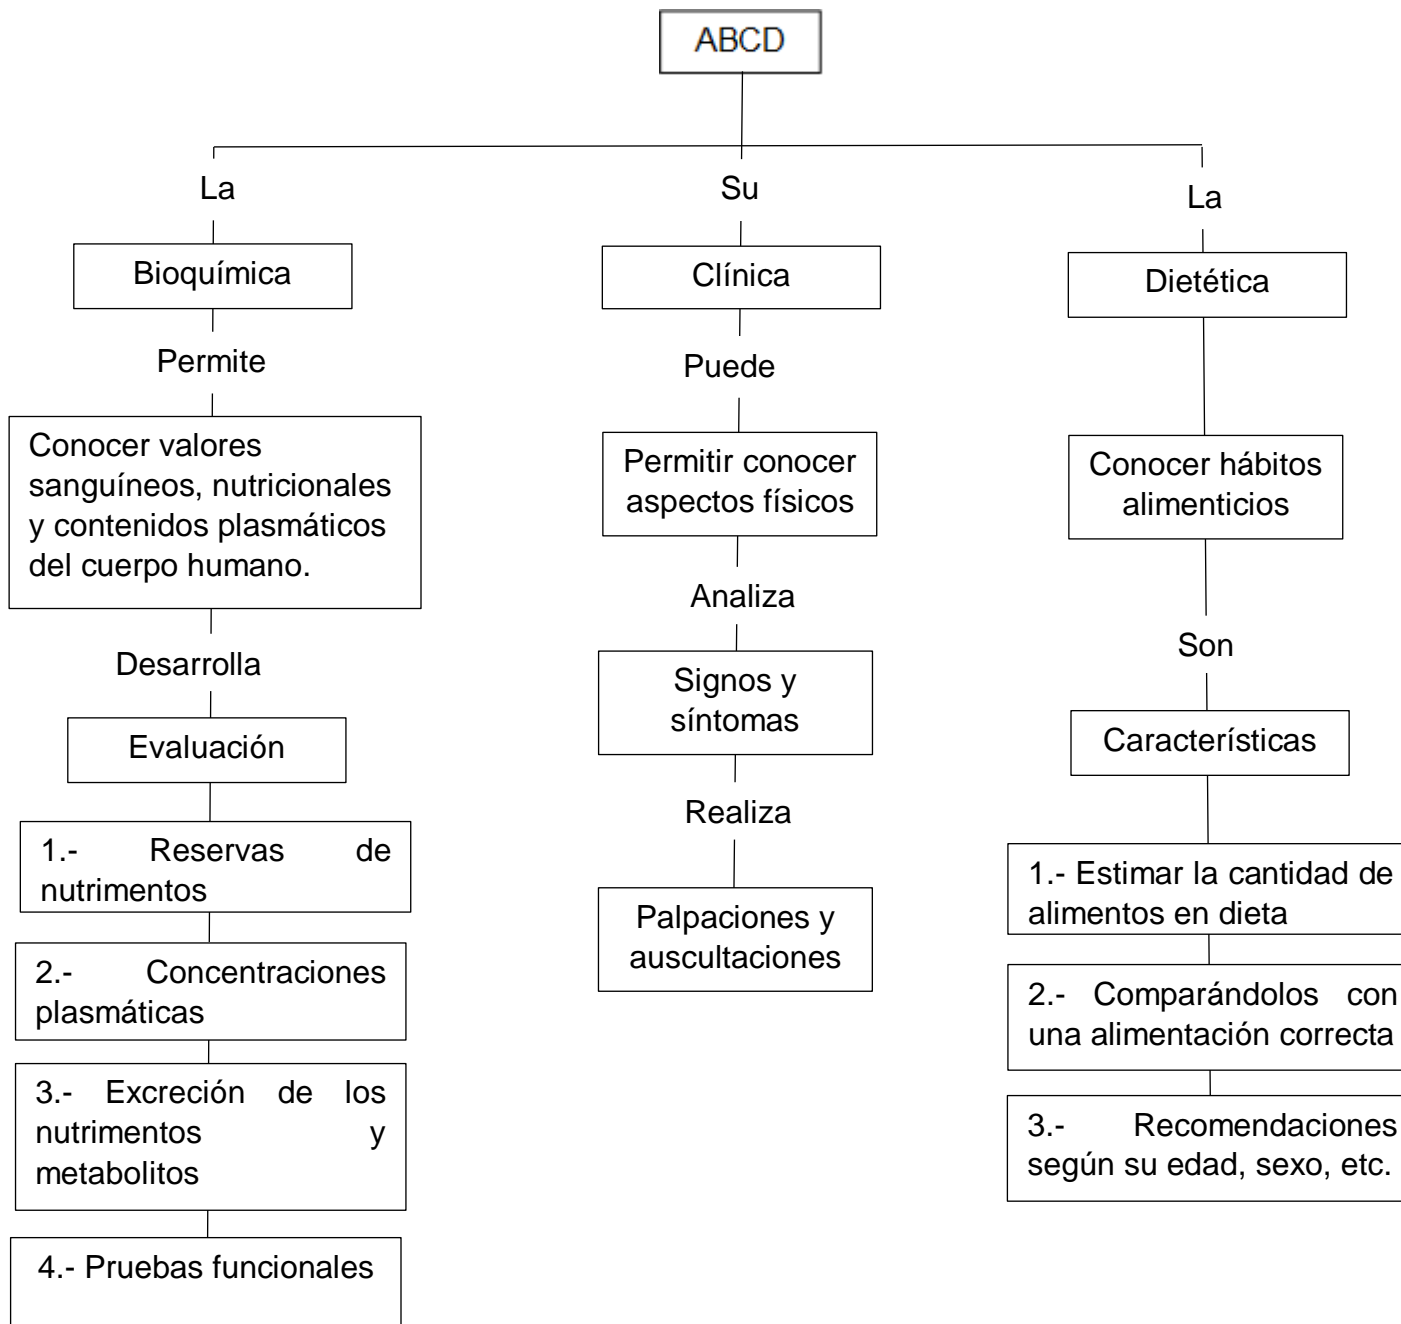 ABCD
La
Bioquímica
Permite
Conocer valores
sanguíneos, nutricionales
y contenidos plasmáticos
del cuerpo humano.
Desarrolla
Evaluación
1.- Reservas de
nutrimentos
2.- Concentraciones
plasmáticas
3.- Excreción de los
nutrimentos y
metabolitos
4.- Pruebas funcionales
Su
Clínica
Puede
Permitir conocer
aspectos físicos
Analiza
Signos y
síntomas
Realiza
Palpaciones y
auscultaciones
La
Dietética
Conocer hábitos
alimenticios
Son
Características
1.- Estimar la cantidad de
alimentos en dieta
2.- Comparándolos con
una alimentación correcta
3.- Recomendaciones
según su edad, sexo, etc.